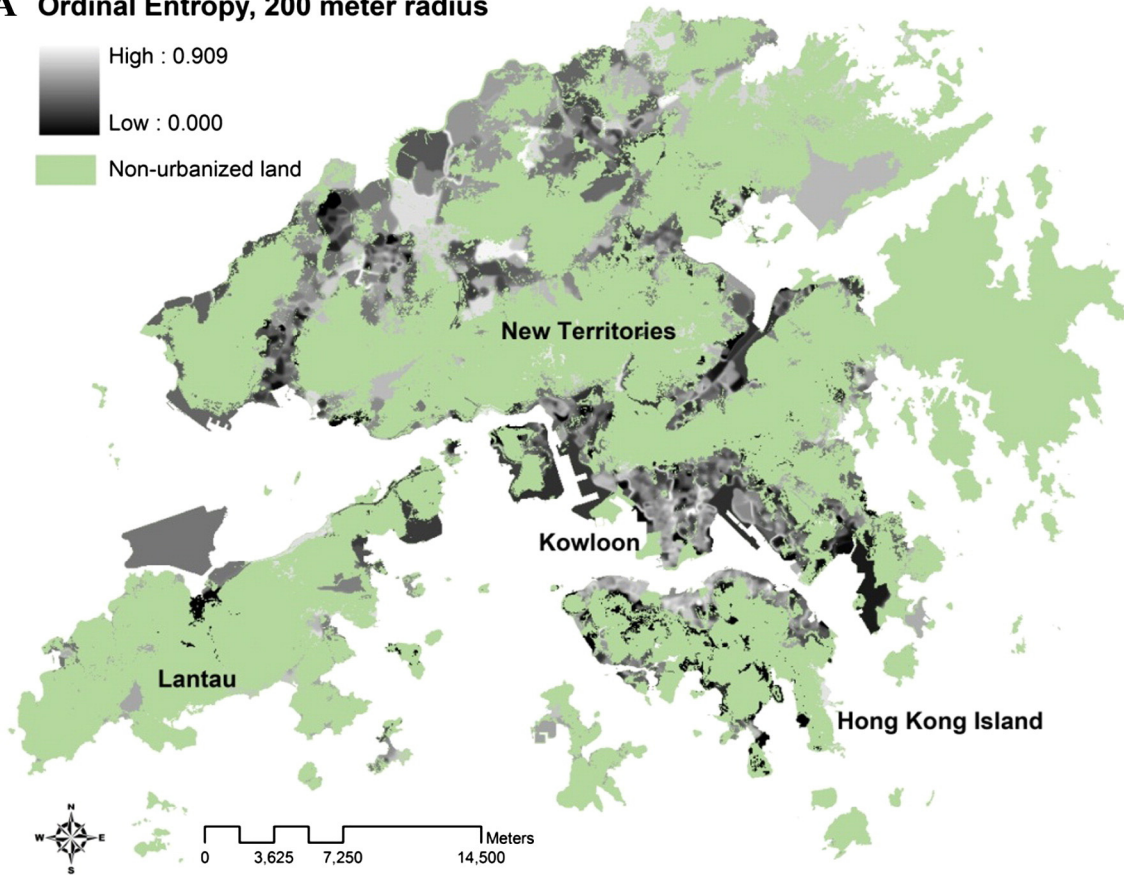 A Ordinal Entropy, 200 meter radius
High : 0.909
Low : 0.000
Non-urbanized land
New Territories
Kowloon
Lantau
Hong Kong Island
N
W E
S
Meters
0 3,625 7,250 14,500